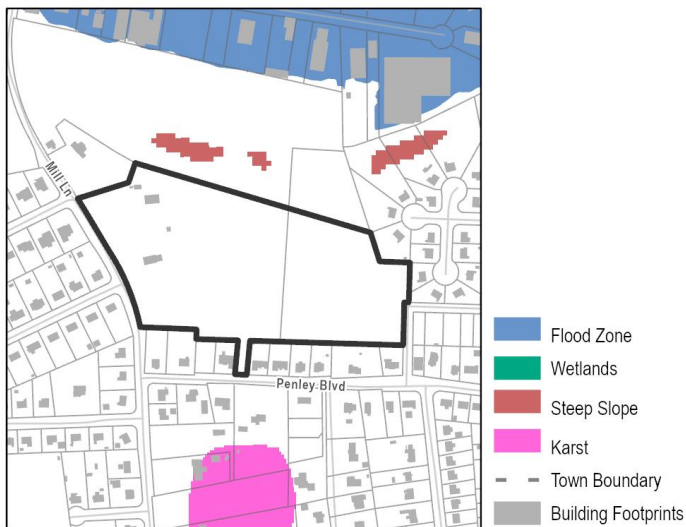 Mill Ln
Penley Blvd
Flood Zone
Wetlands
Steep Slope
Karst
Town Boundary
Building Footprints